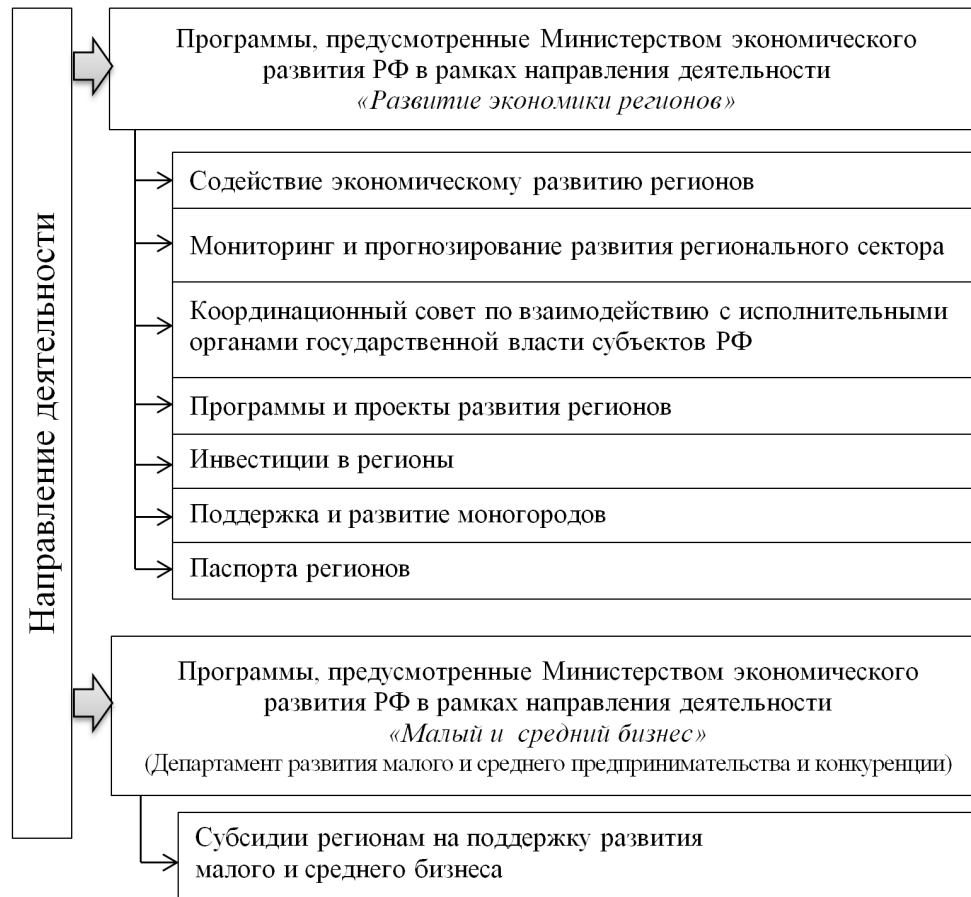 Направление деятельности
Программы, предусмотренные Министерством экономического
развития РФ в рамках направления деятельности
«Развитие экономики регионов»
Содействие экономическому развитию регионов
Мониторинг и прогнозирование развития регионального сектора
Координационный совет по взаимодействию с исполнительными
органами государственной власти субъектов РФ
Программы и проекты развития регионов
Инвестиции в регионы
Поддержка и развитие моногородов
Паспорта регионов
Программы, предусмотренные Министерством экономического
развития РФ в рамках направления деятельности
«Малый и средний бизнес»
(Департамент развития малого и среднего предпринимательства и конкуренции)
Субсидии регионам на поддержку развития
малого и среднего бизнеса